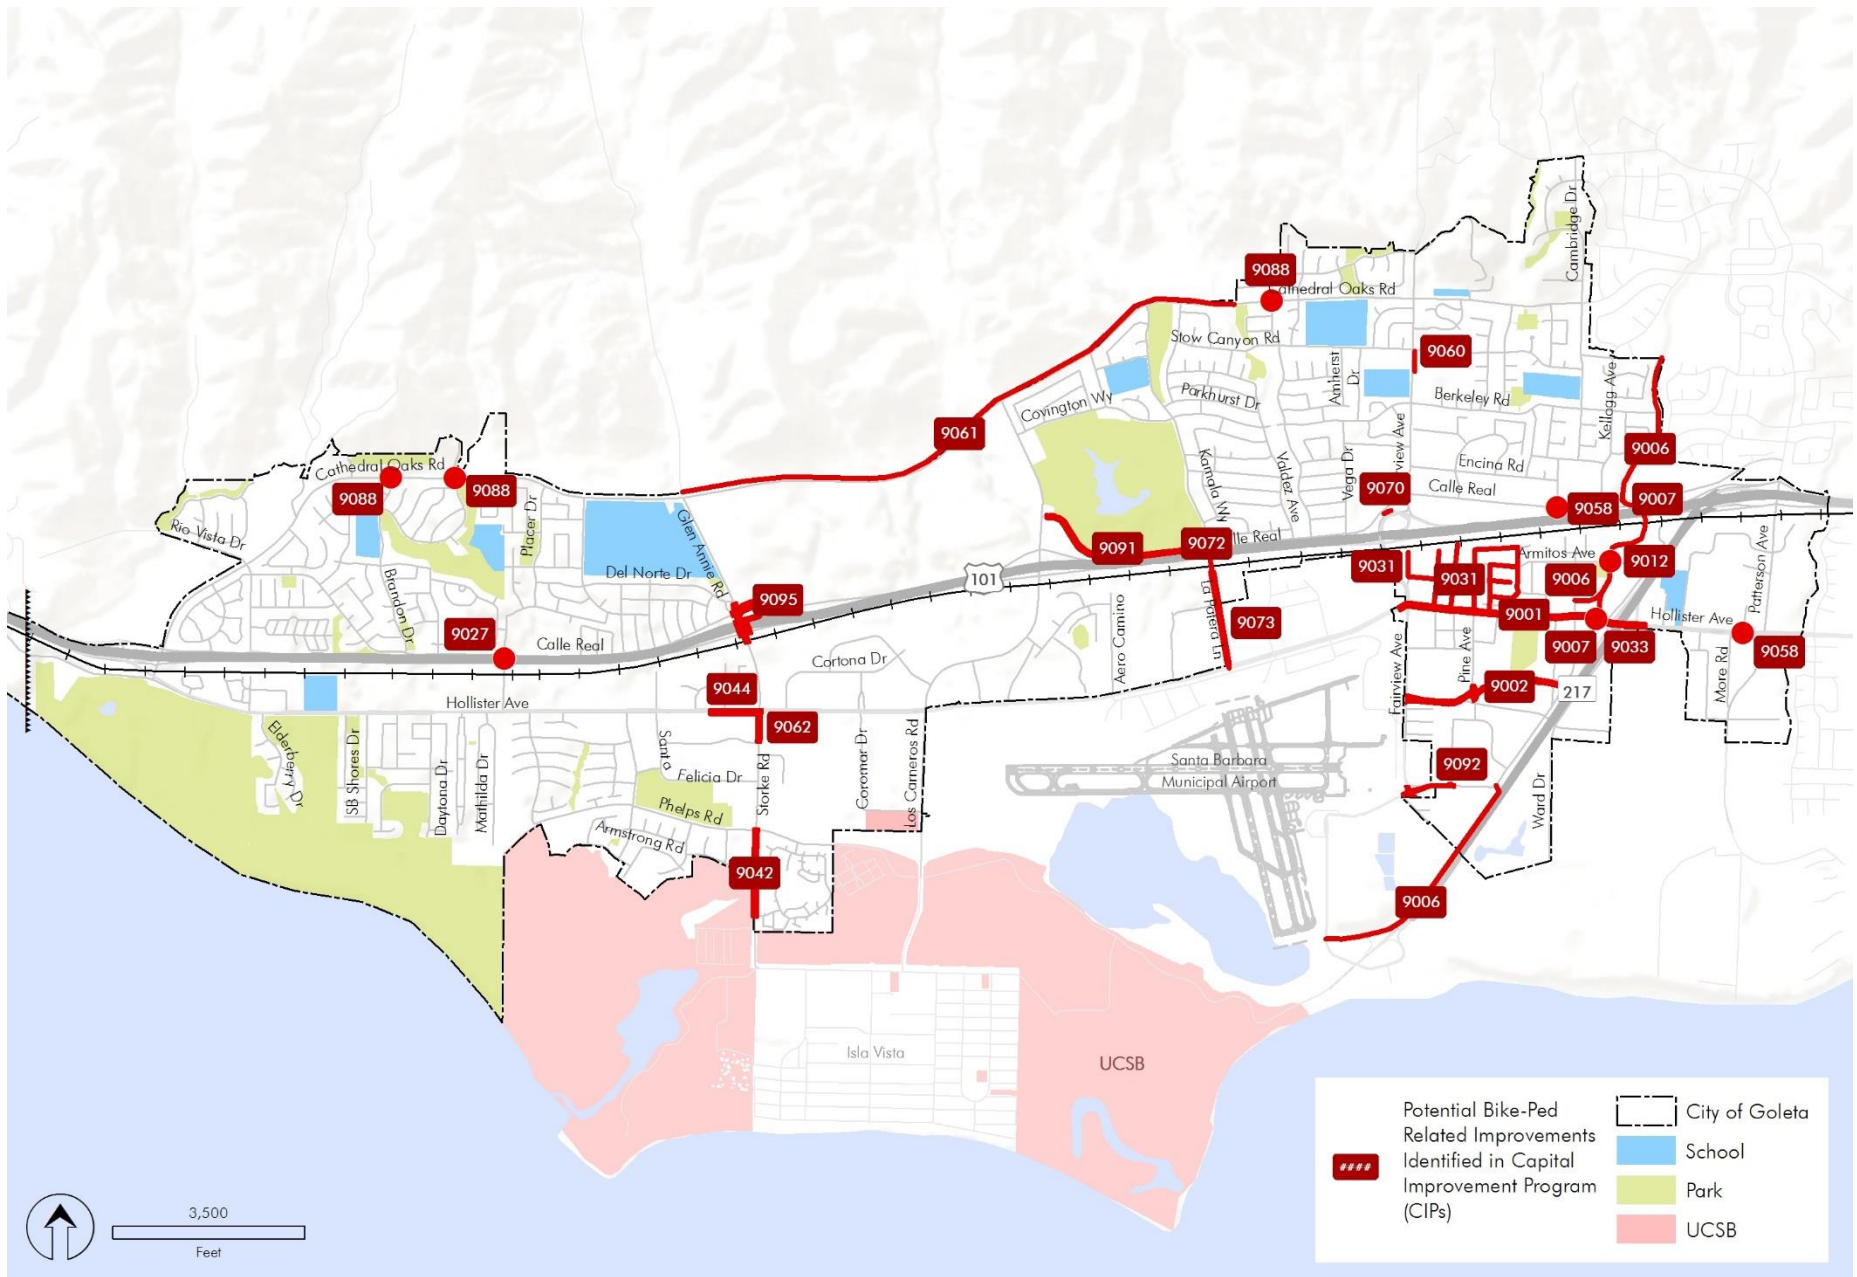 Cambridge Dr
9088
Cathedral Oaks Rd
Stow Canyon Rd
9060
Amherst Dr
Parkhurst Dr
Covington Wy
Berkeley Rd
Kellogg Ave
9061
9006
Cathedral Oaks Rd
Encina Rd
Kamala Wy
Valdez Ave
Vega Dr
9088
9088
9070
Calle Real
9007
9058
Placer Dr
Glen Annie Rd
Rio Vista Dr
9091
9072
Armitos Ave
9012
Patterson Ave
9031
9031
9006
101
Del Norte Dr
Brandon Dr
9095
La Patera Ln
9073
9001
Hollister Ave
9027
Calle Real
Cortona Dr
Aero Camino
9007
9033
9058
Pine Ave
Fairview Ave
More Rd
9044
9002
217
Hollister Ave
9062
Elderberry Dr
SB Shores Dr
Daytona Dr
Mathilda Dr
Santa
Felicia Dr
Storke Rd
Coromar Dr
Los Carneros Rd
Santa Barbara
Municipal Airport
9092
Ward Dr
Phelps Rd
Armstrong Rd
9042
9006
Isla Vista
UCSB
Potential Bike-Ped
Related Improvements
Identified in Capital
Improvement Program
(CIPs)
####
City of Goleta
School
Park
UCSB
3,500
Feet